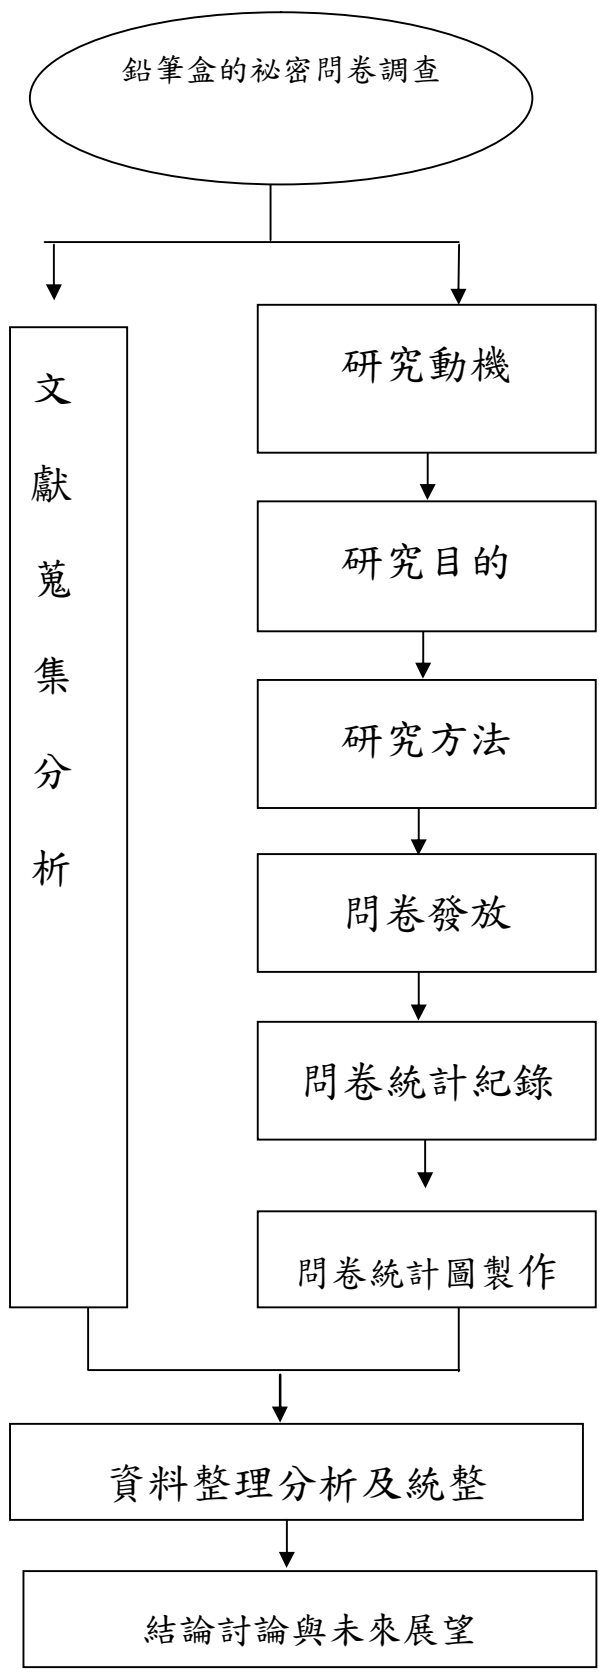 鉛筆盒的祕密問卷調查
文獻蒐集分析
研究動機
研究目的
研究方法
問卷發放
問卷統計紀錄
問卷統計圖製作
資料整理分析及統整
結論討論與未來展望